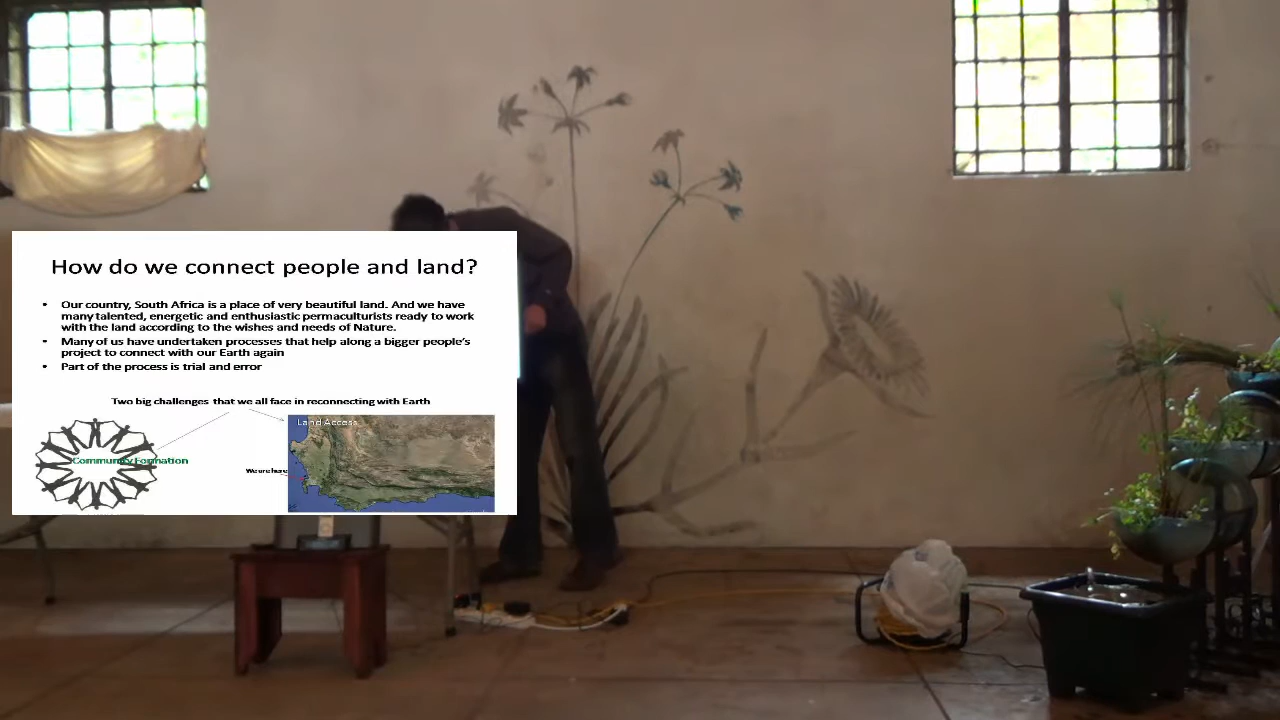 How do we connect people and land?
• Our country, South Africa is a place of very beautiful land. And we have
many talented, energetic and enthusiastic permaculturists ready to work
with the land according to the wishes and needs of Nature.
• Many of us have undertaken processes that help along a bigger people's
project to connect with our Earth again
• Part of the process is trial and error
Two big challenges that we all face in reconnecting with Earth
Land Access
Community Formation
We are here